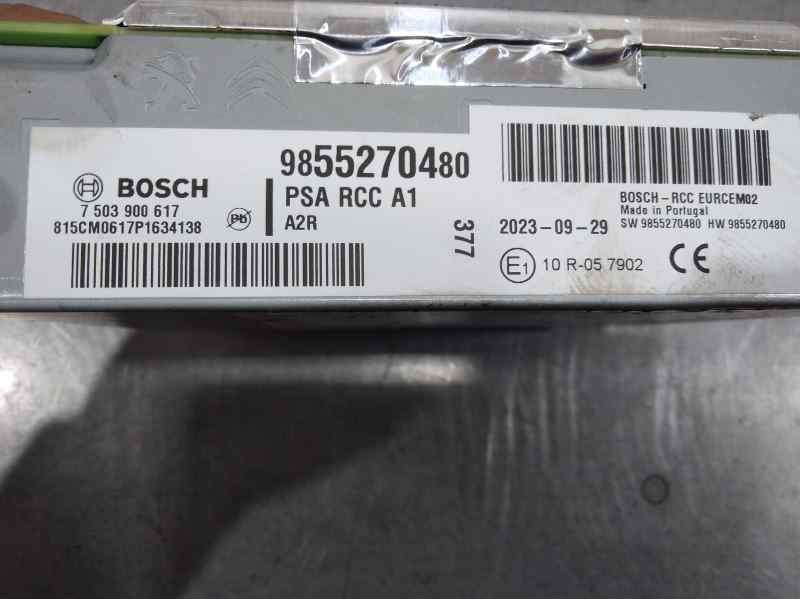 BOSCH
7 503 900 617
815CM0617P1634138
Pb
9855270480
PSA RCC A1
A2R
377
BOSCH-RCC EURCEM02
Made in Portugal
2023-09-29
SW 9855270480 HW 9855270480
E1
10 R-05 7902
CE